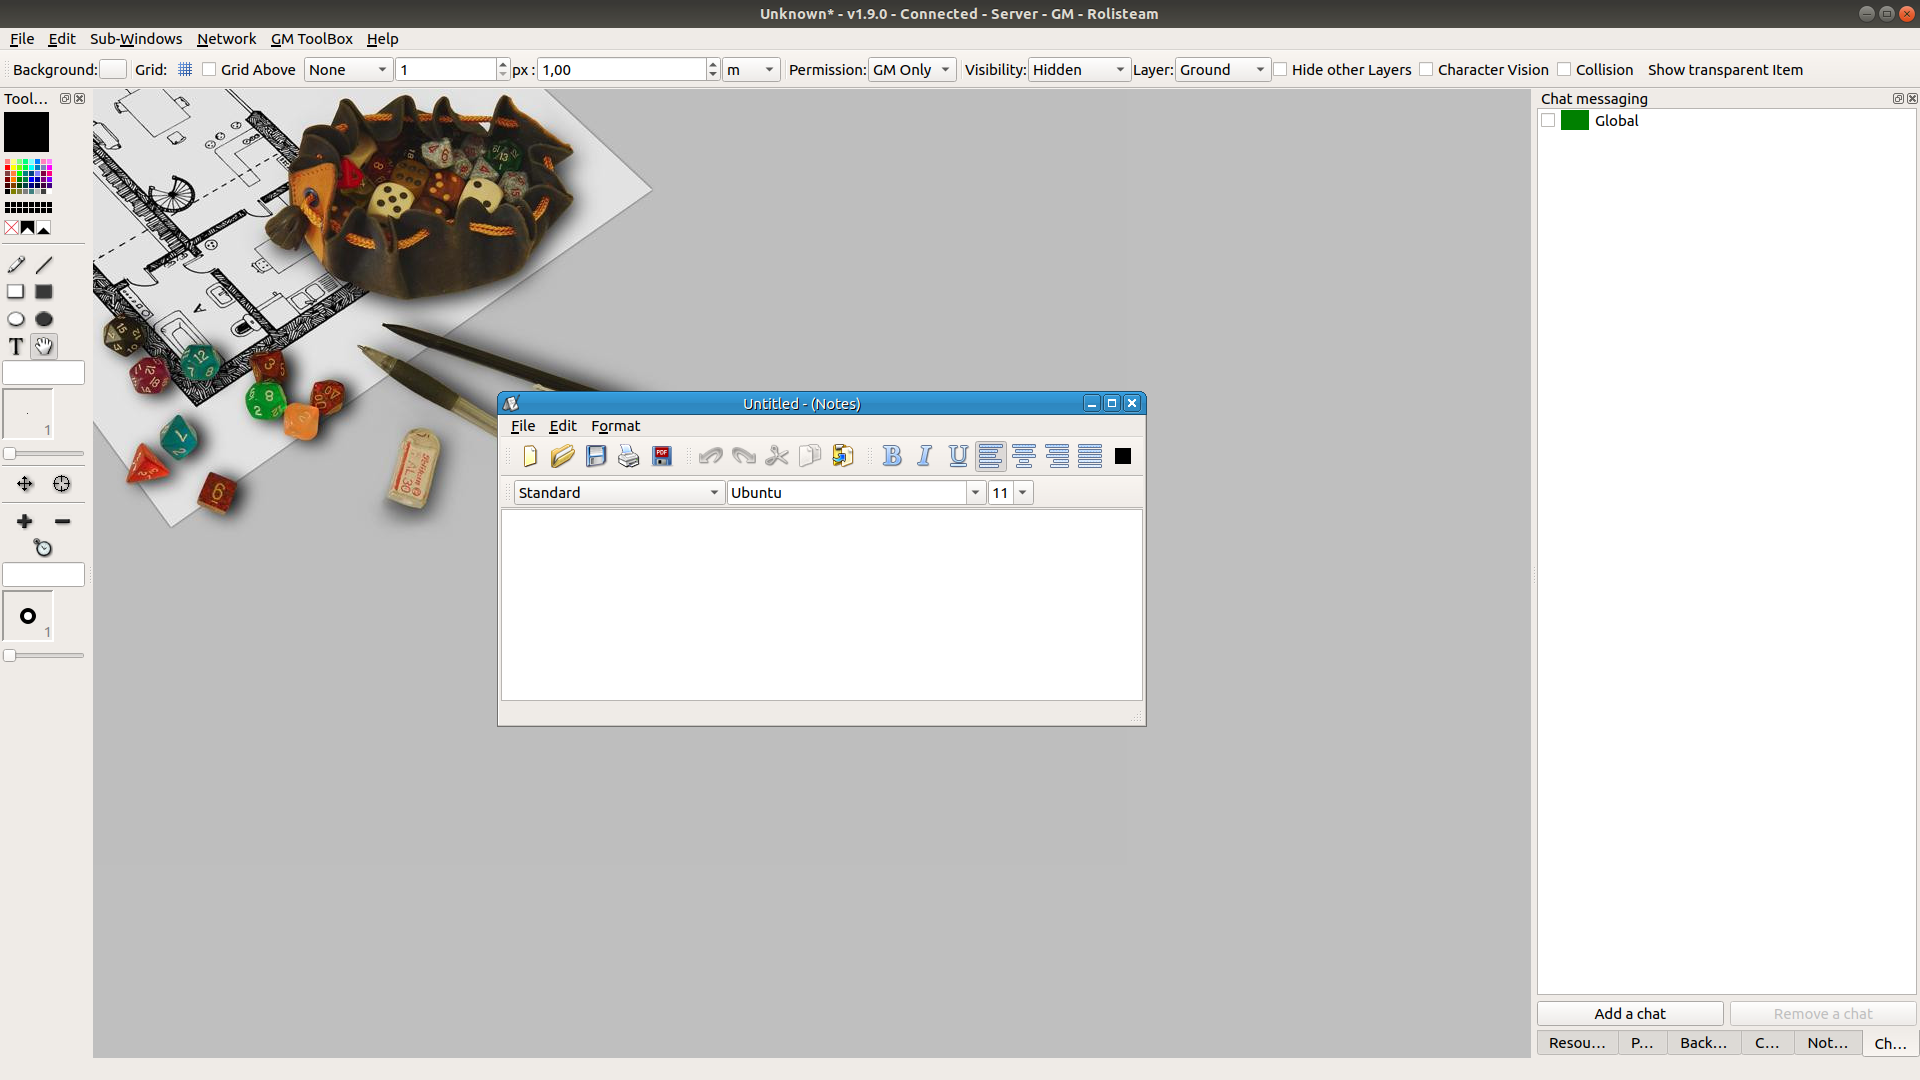 Unknown* - v1.9.0 - Connected - Server - GM - Rolisteam
File Edit Sub-Windows Network GM ToolBox Help
Background: Grid: Grid Above None 1 px : 1,00 m Permission: GM Only Visibility: Hidden Layer: Ground Hide other Layers Character Vision Collision Show transparent Item
Tool...
T
1
1
Chat messaging
Global
Untitled - (Notes)
File Edit Format
PDF
B I U
Standard Ubuntu 11
Add a chat Remove a chat
Resou... P... Back... C... Not... Ch...